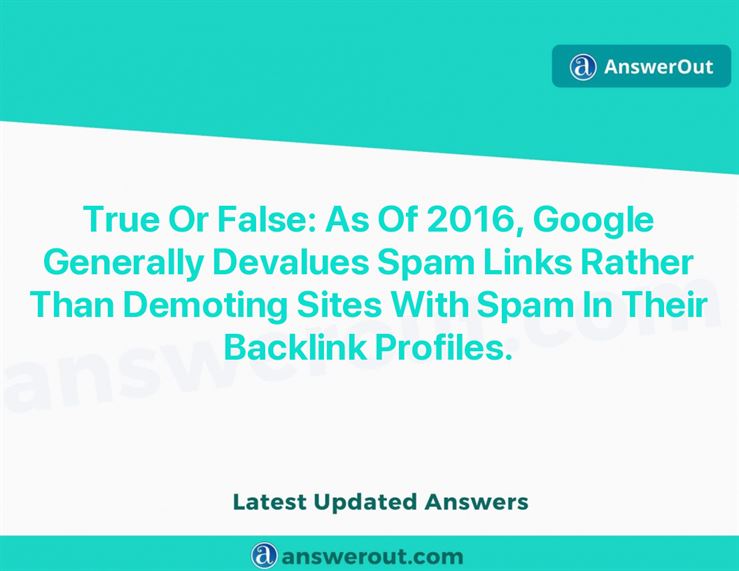 AnswerOut
True Or False: As Of 2016, Google
Generally Devalues Spam Links Rather
Than Demoting Sites With Spam In Their
Backlink Profiles.
answerout.com
Latest Updated Answers
answerout.com